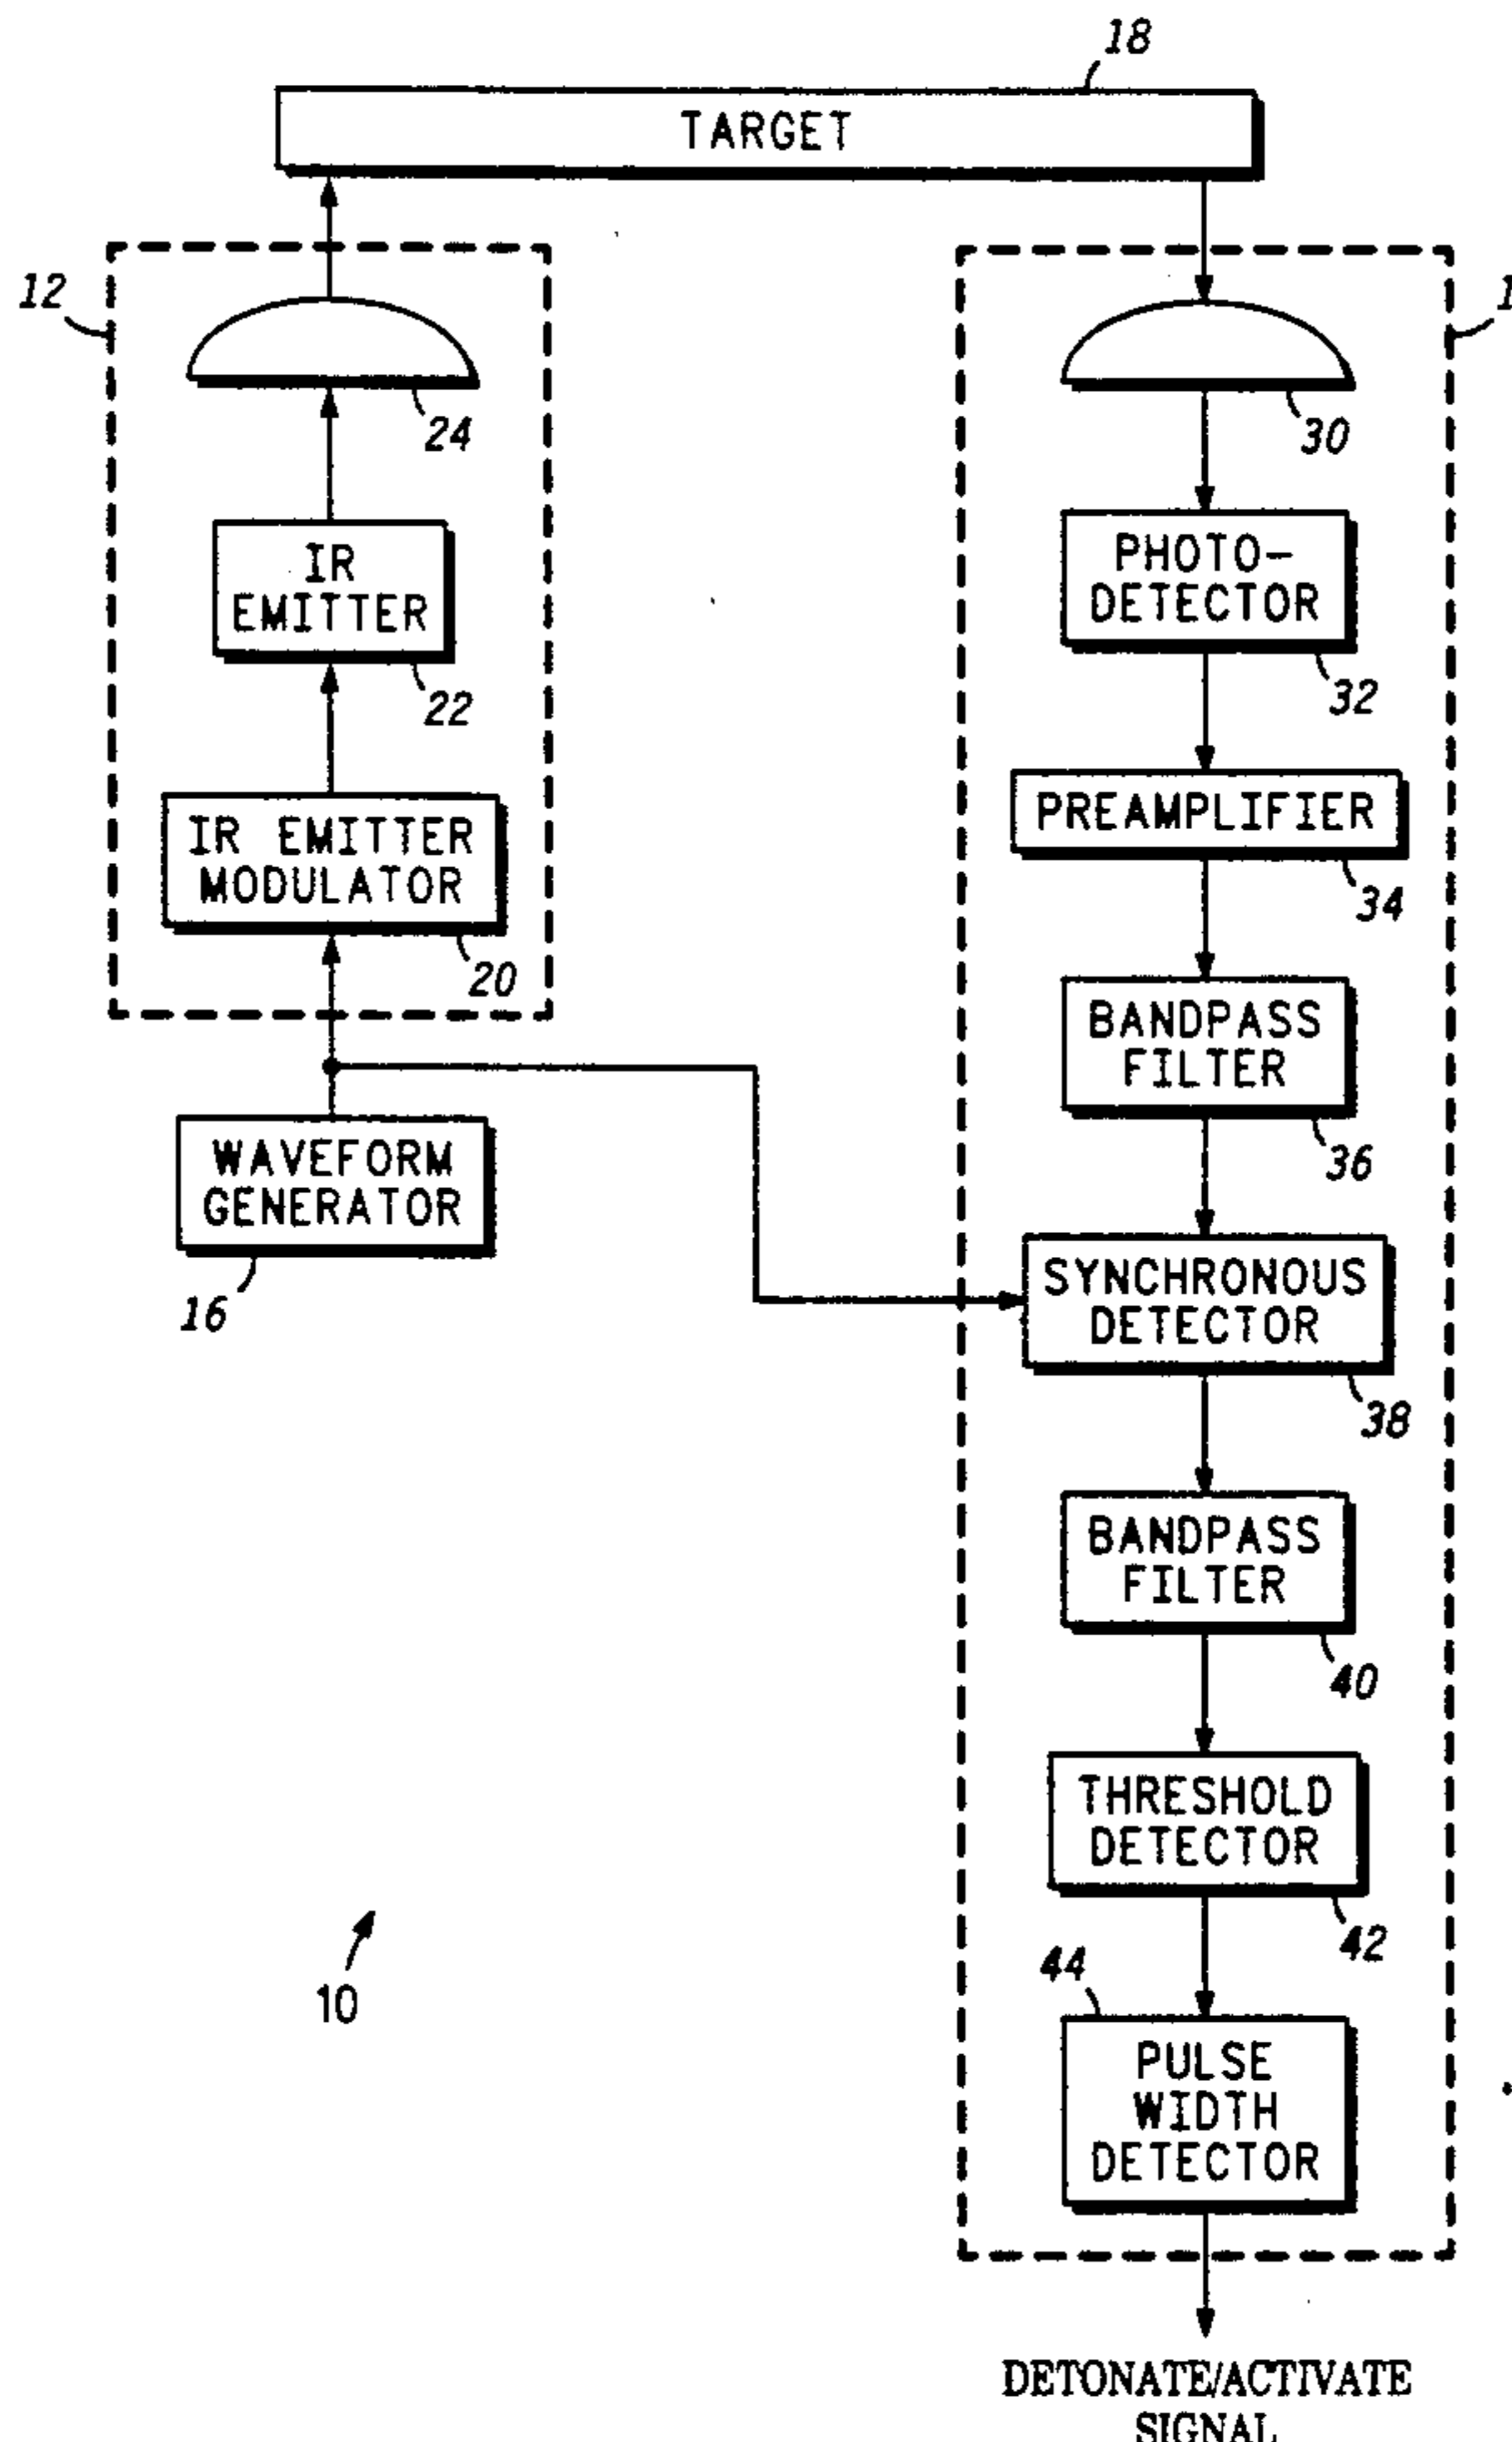 18
TARGET
12
24
30
IR
EMITTER
22
PHOTO-
DETECTOR
32
IR EMITTER
MODULATOR
20
PREAMPLIFIER
34
BANDPASS
FILTER
36
WAVEFORM
GENERATOR
16
SYNCHRONOUS
DETECTOR
38
BANDPASS
FILTER
40
THRESHOLD
DETECTOR
42
10
44
PULSE
WIDTH
DETECTOR
DETONATE/ACTIVATE
SIGNAL